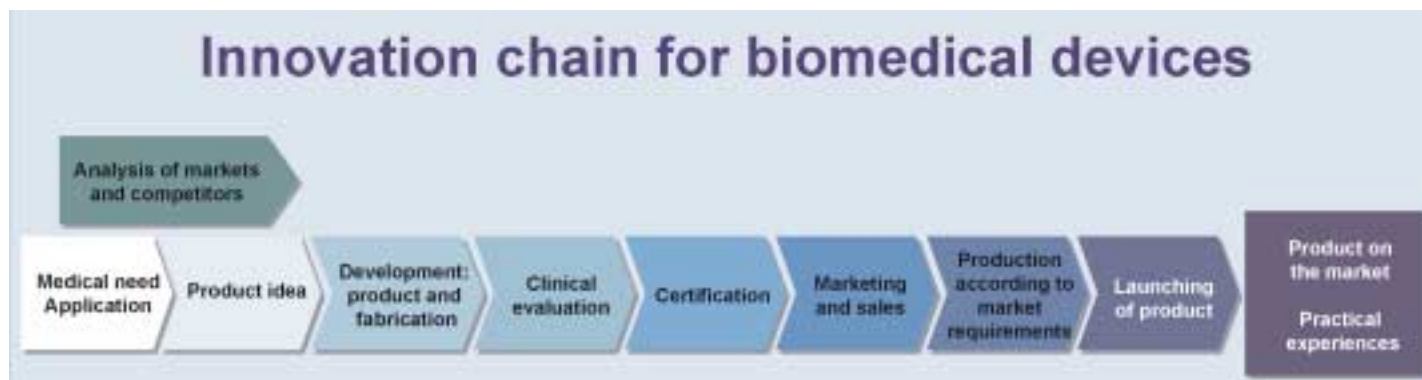 Innovation chain for biomedical devices
Analysis of markets
and competitors
Medical need
Application
Product idea
Development:
product and
fabrication
Clinical
evaluation
Certification
Marketing
and sales
Production
according to
market
requirements
Launching
of product
Product on
the market
Practical
experiences